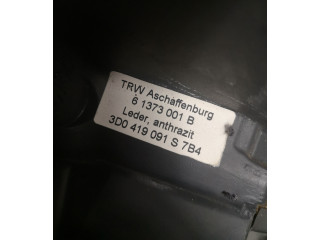 TRW Aschaffenburg
6 1373 001 B
Leder, anthrazit
3D0 419 091 S 7B4